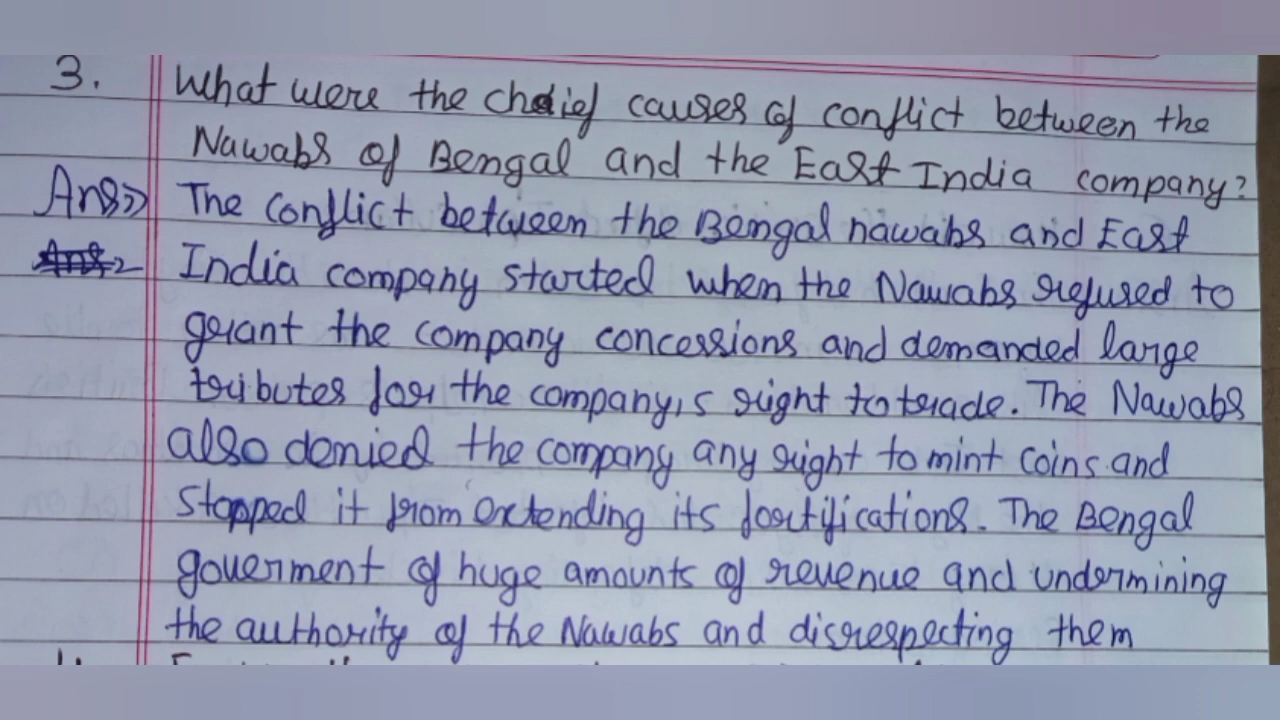 3. What were the chief causes of conflict between the
Nawabs of Bengal and the East India company?
Ans⇒ The conflict between the Bengal nawabs and East
India company started when the Nawabs refused to
grant the company concessions and demanded large
tributes for the company,s right to trade. The Nawabs
also denied the company any right to mint coins and
stopped it from extending its fortifications. The Bengal
gouerment of huge amounts of revenue and undermining
the authority of the Nawabs and disrespecting them